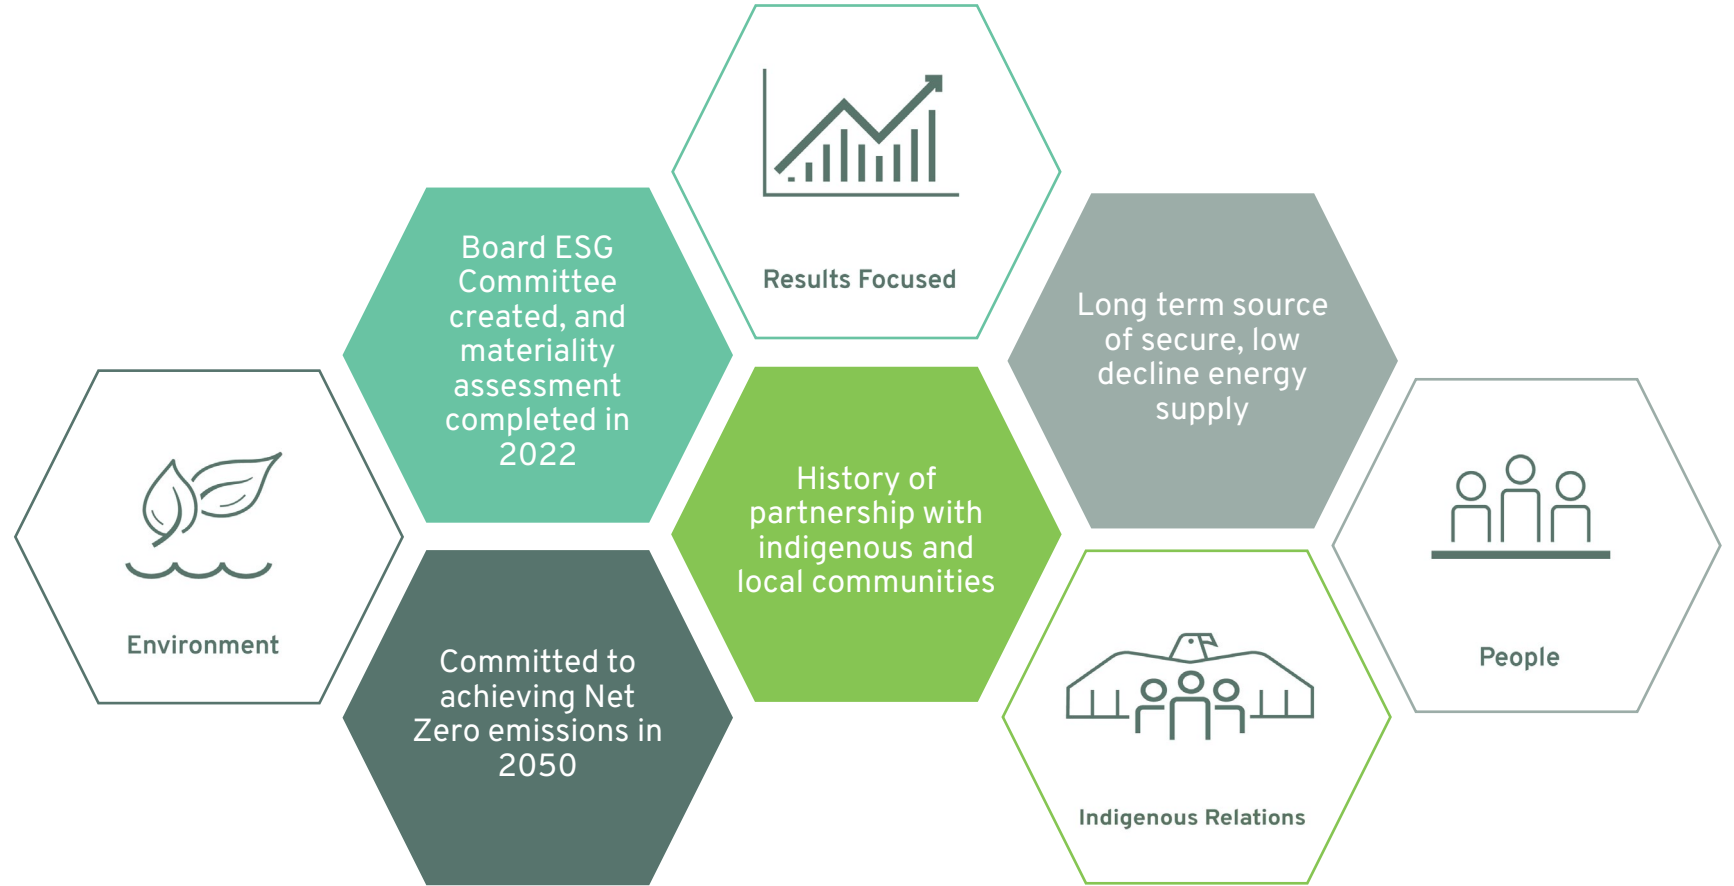 Results Focused
Board ESG
Committee
created, and
materiality
assessment
completed in
2022
Long term source
of secure, low
decline energy
supply
History of
partnership with
indigenous and
local communities
Environment
People
Committed to
achieving Net
Zero emissions in
2050
Indigenous Relations